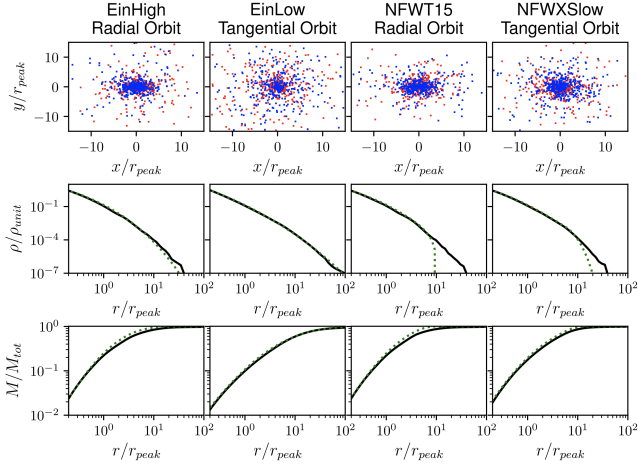 EinHigh EinLow NFWT15 NFWXSlow
Radial Orbit Tangential Orbit Radial Orbit Tangential Orbit
y/r_peak
10
0
−10
−10 0 10 −10 0 10 −10 0 10 −10 0 10
x/r_peak x/r_peak x/r_peak x/r_peak
ρ/ρ_unit
10^−1
10^−4
10^−7
10^0 10^1 10^2 10^0 10^1 10^2 10^0 10^1 10^2 10^0 10^1 10^2
r/r_peak r/r_peak r/r_peak r/r_peak
M/M_tot
10^0
10^−1
10^−2
10^0 10^1 10^2 10^0 10^1 10^2 10^0 10^1 10^2 10^0 10^1 10^2
r/r_peak r/r_peak r/r_peak r/r_peak